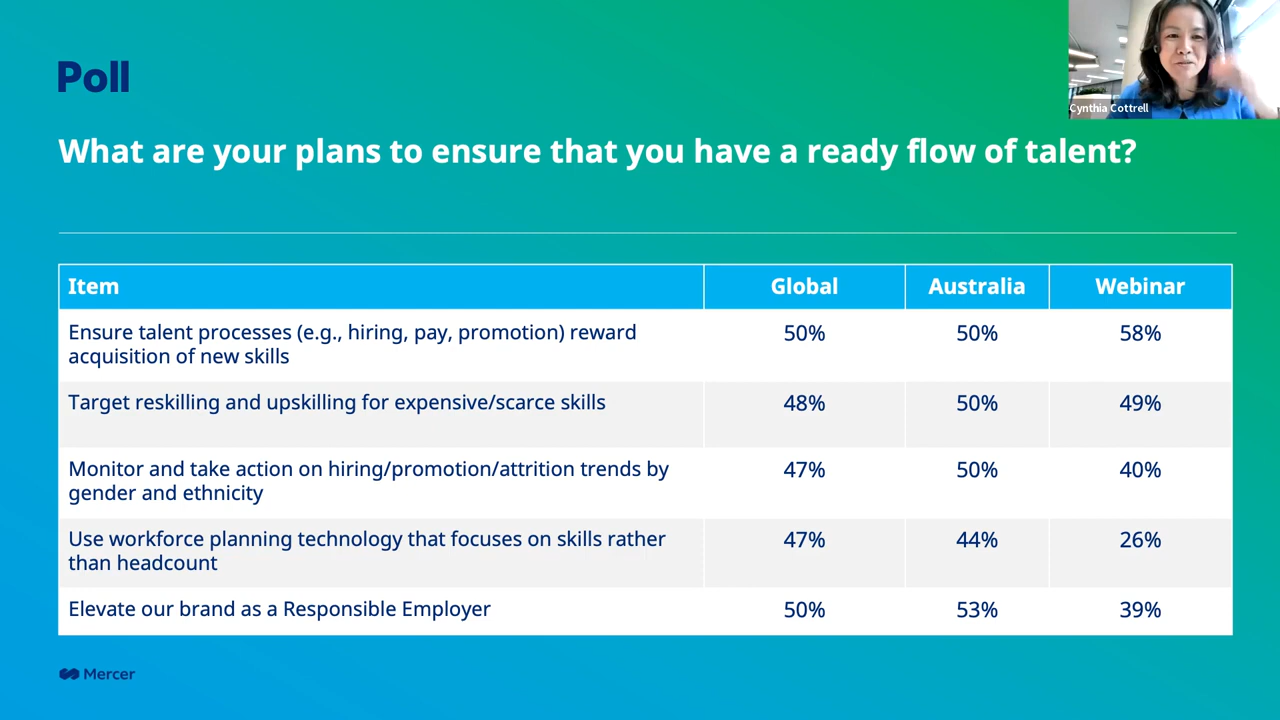 Poll
Cynthia Cottrell
What are your plans to ensure that you have a ready flow of talent?
Item Global Australia Webinar
Ensure talent processes (e.g., hiring, pay, promotion) reward 50% 50% 58%
acquisition of new skills
Target reskilling and upskilling for expensive/scarce skills 48% 50% 49%
Monitor and take action on hiring/promotion/attrition trends by 47% 50% 40%
gender and ethnicity
Use workforce planning technology that focuses on skills rather 47% 44% 26%
than headcount
Elevate our brand as a Responsible Employer 50% 53% 39%
Mercer